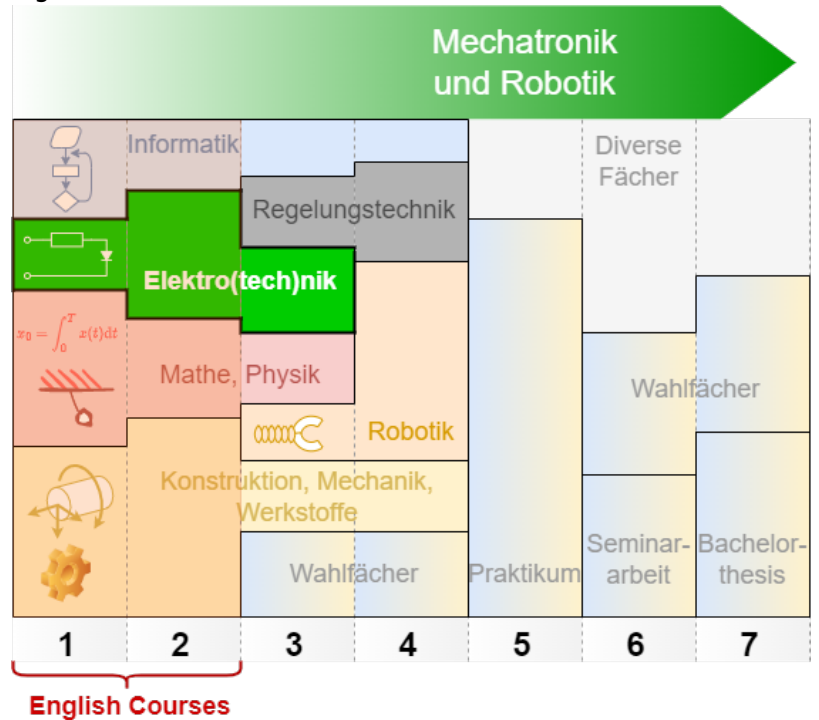 Mechatronik
und Robotik
Informatik
Diverse
Fächer
Regelungstechnik
Elektro(tech)nik
x₀ = ∫₀ᵀ x(t)dt
Mathe, Physik
Wahlfächer
Robotik
Konstruktion, Mechanik,
Werkstoffe
Wahlfächer
Praktikum
Seminar-
arbeit
Bachelor-
thesis
1 2 3 4 5 6 7
English Courses